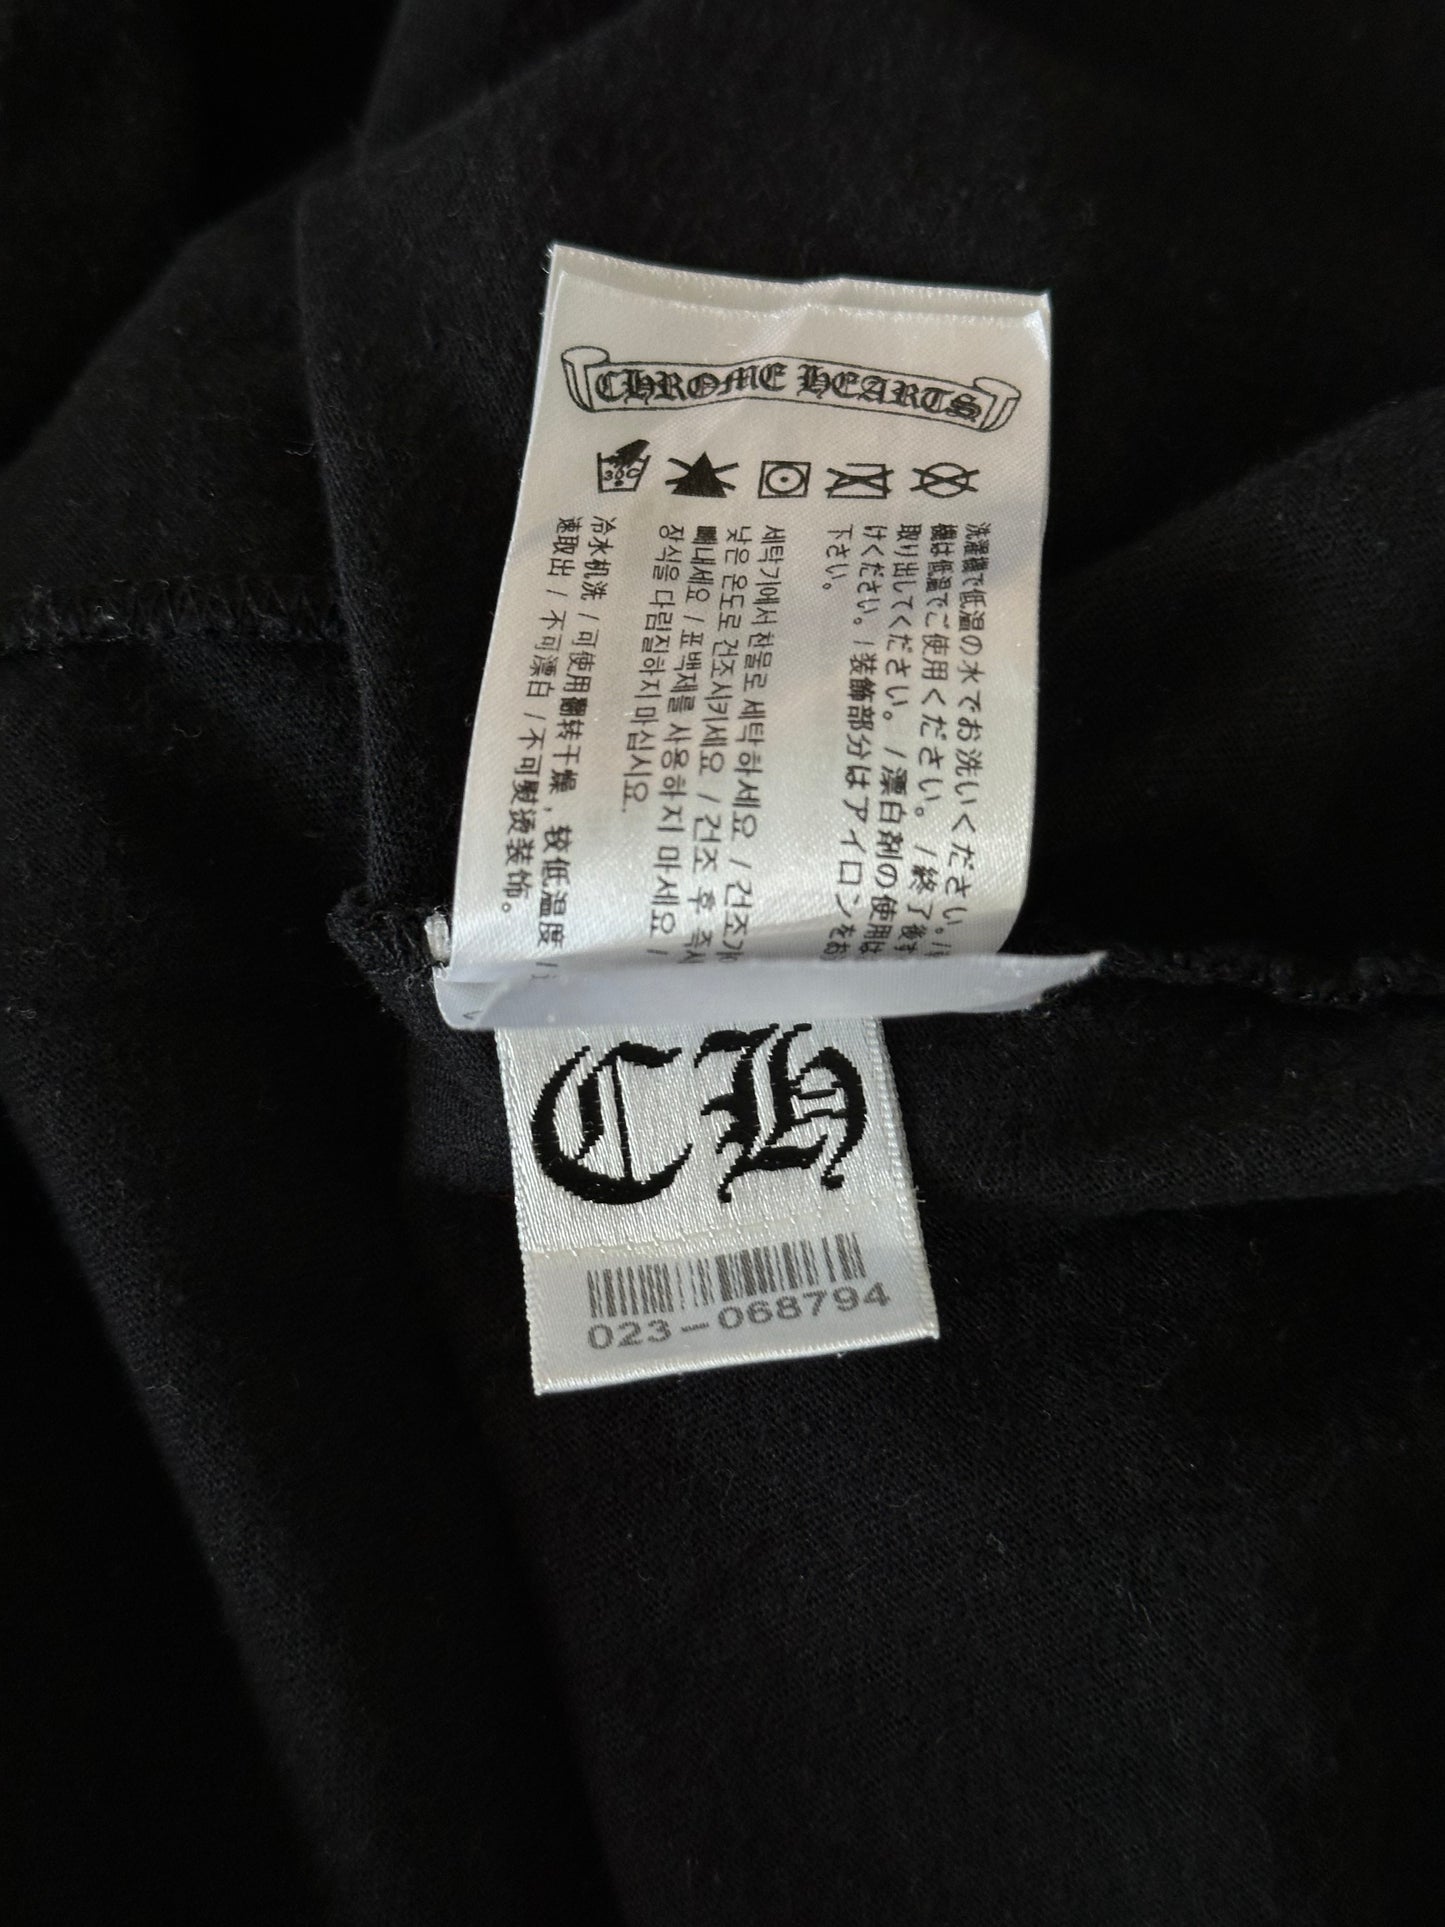 CHROME HEARTS
30C
洗濯機で低温の水でお洗いください。/
機は低温でご使用ください。/終了後
取り出してください。/漂白剤の使用は
けください。/装飾部分はアイロンをお
下さい。
세탁기에서 찬물로 세탁하세요 / 건조기
낮은 온도로 건조시키세요 / 건조 후 즉시
빼내세요 / 표백제를 사용하지 마세요 /
장식을 다림질하지 마십시요.
冷水机洗 / 可使用翻转干燥，较低温度 /
速取出 / 不可漂白 / 不可熨烫装饰。
CH
023-068794